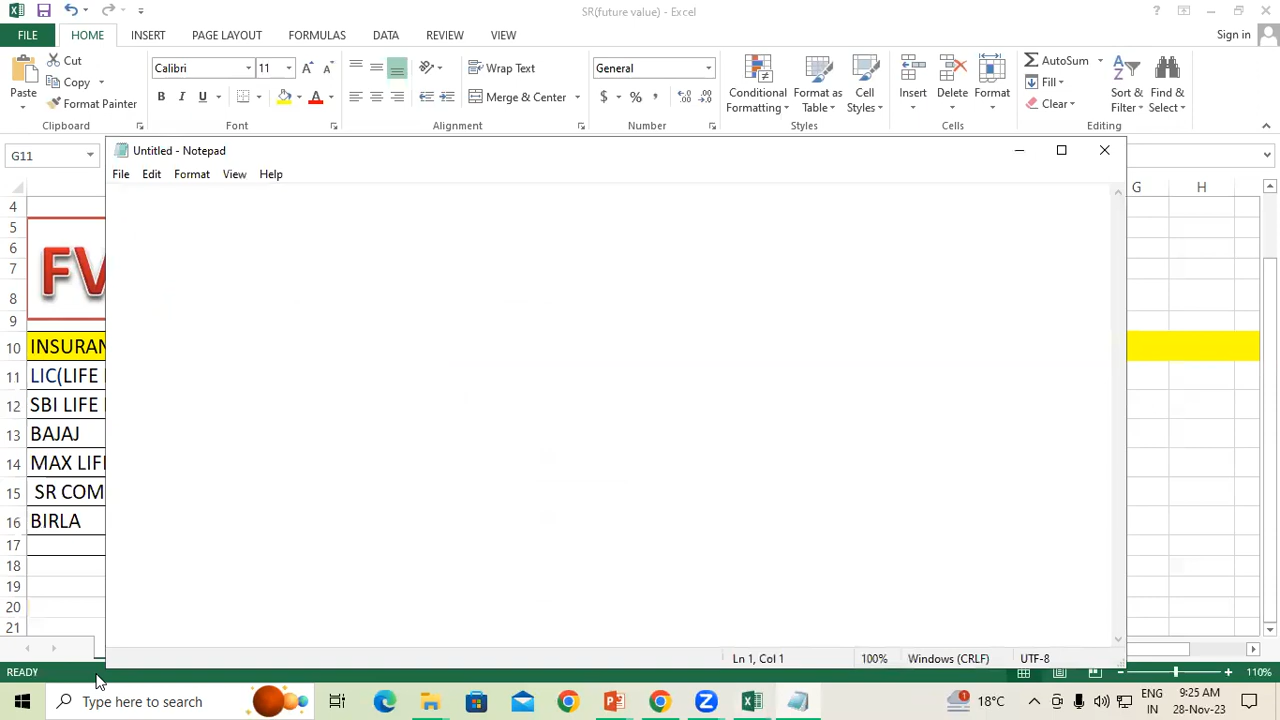 SR(future value) - Excel
Sign in
FILE HOME INSERT PAGE LAYOUT FORMULAS DATA REVIEW VIEW
Cut
Copy
Format Painter
Paste
Clipboard
Calibri 11
B I U
Font
Wrap Text
Merge & Center
Alignment
General
$ % ,
Number
Conditional Formatting
Format as Table
Cell Styles
Styles
Insert Delete Format
Cells
AutoSum
Fill
Clear
Sort & Filter
Find & Select
Editing
G11
Untitled - Notepad
File Edit Format View Help
G H
4
5
6
7
8
FV
9
10 INSURAN
11 LIC(LIFE
12 SBI LIFE
13 BAJAJ
14 MAX LIF
15 SR COM
16 BIRLA
17
18
19
20
21
Ln 1, Col 1 100% Windows (CRLF) UTF-8
READY 110%
Type here to search
18°C
ENG
IN
9:25 AM
28-Nov-23